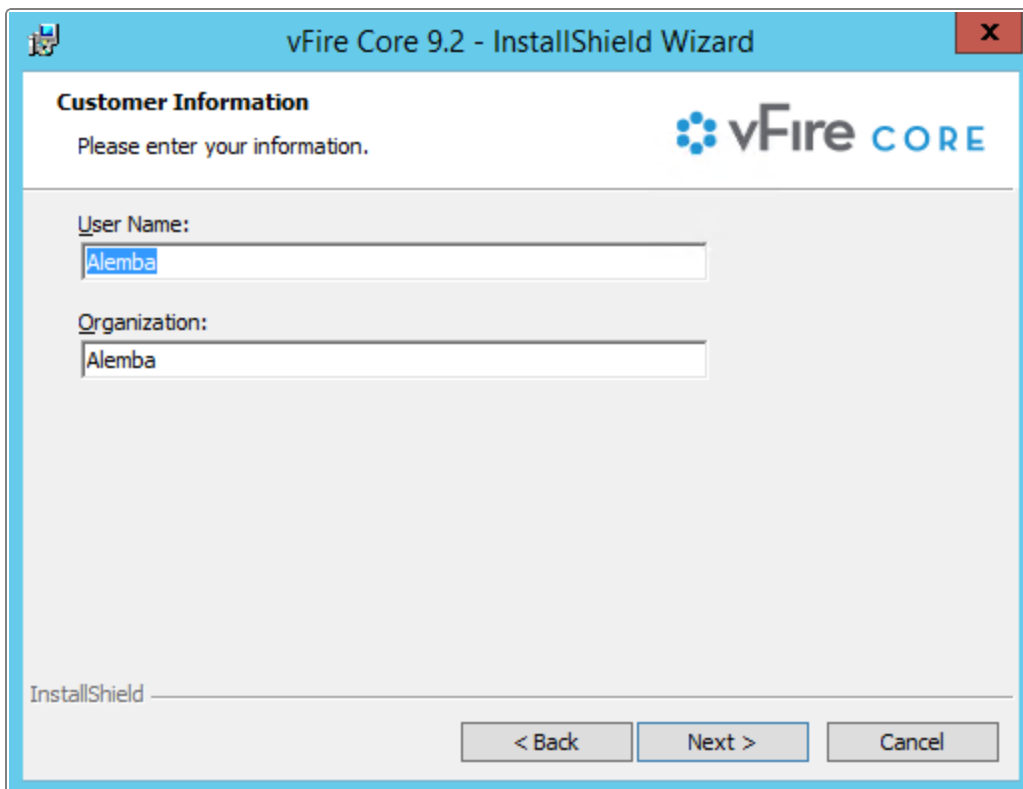 vFire Core 9.2 - InstallShield Wizard
x
Customer Information
Please enter your information.
vFire CORE
User Name:
Alemba
Organization:
Alemba
InstallShield
< Back
Next >
Cancel